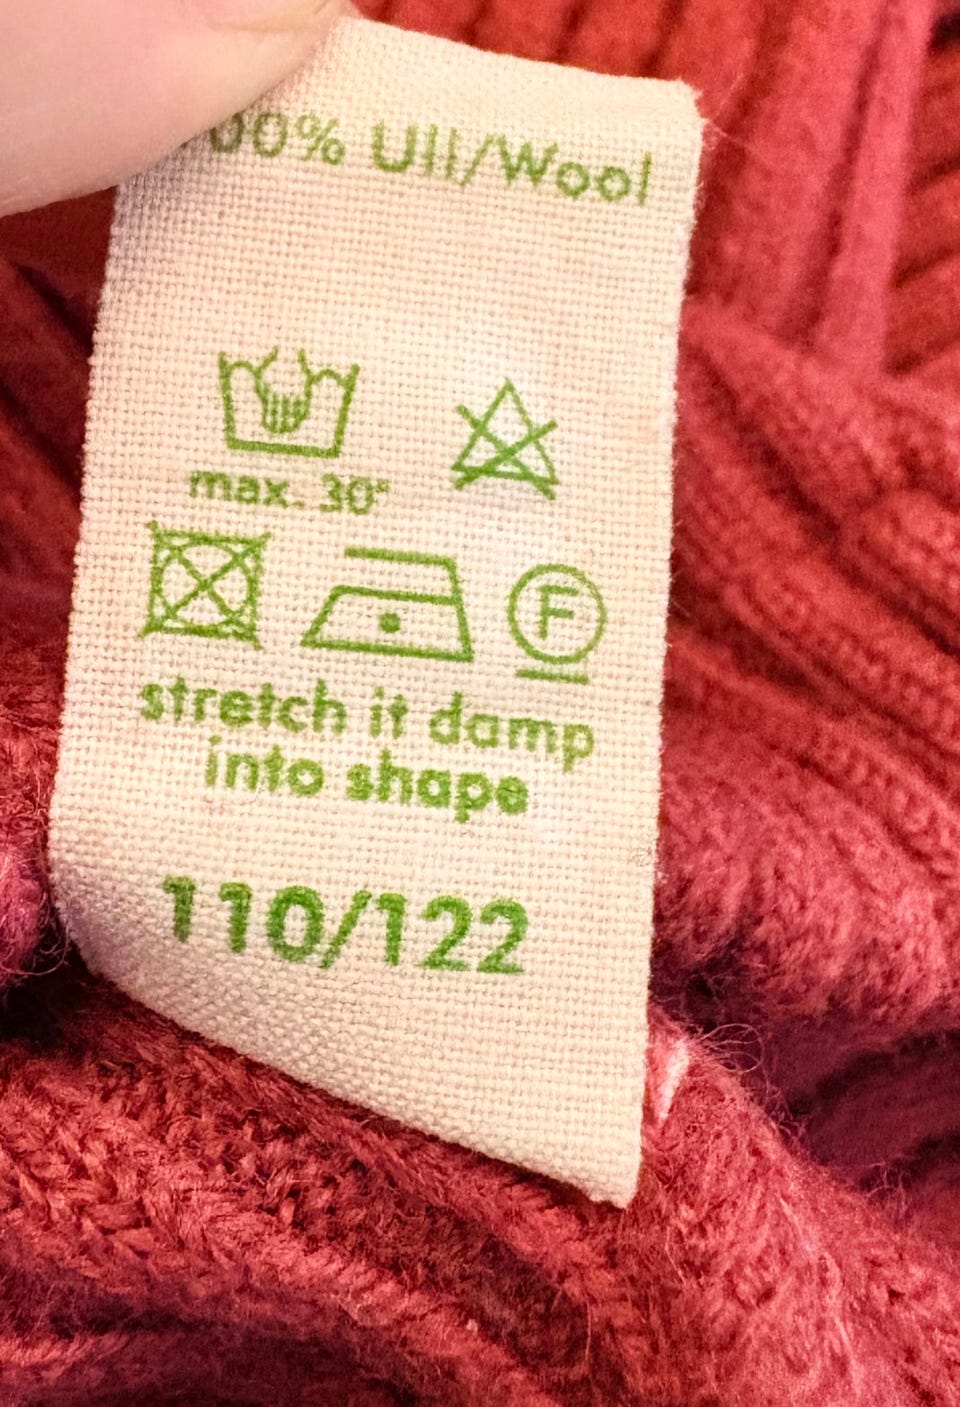 00% Ull/Wool
max. 30°
F
stretch it damp
into shape
110/122